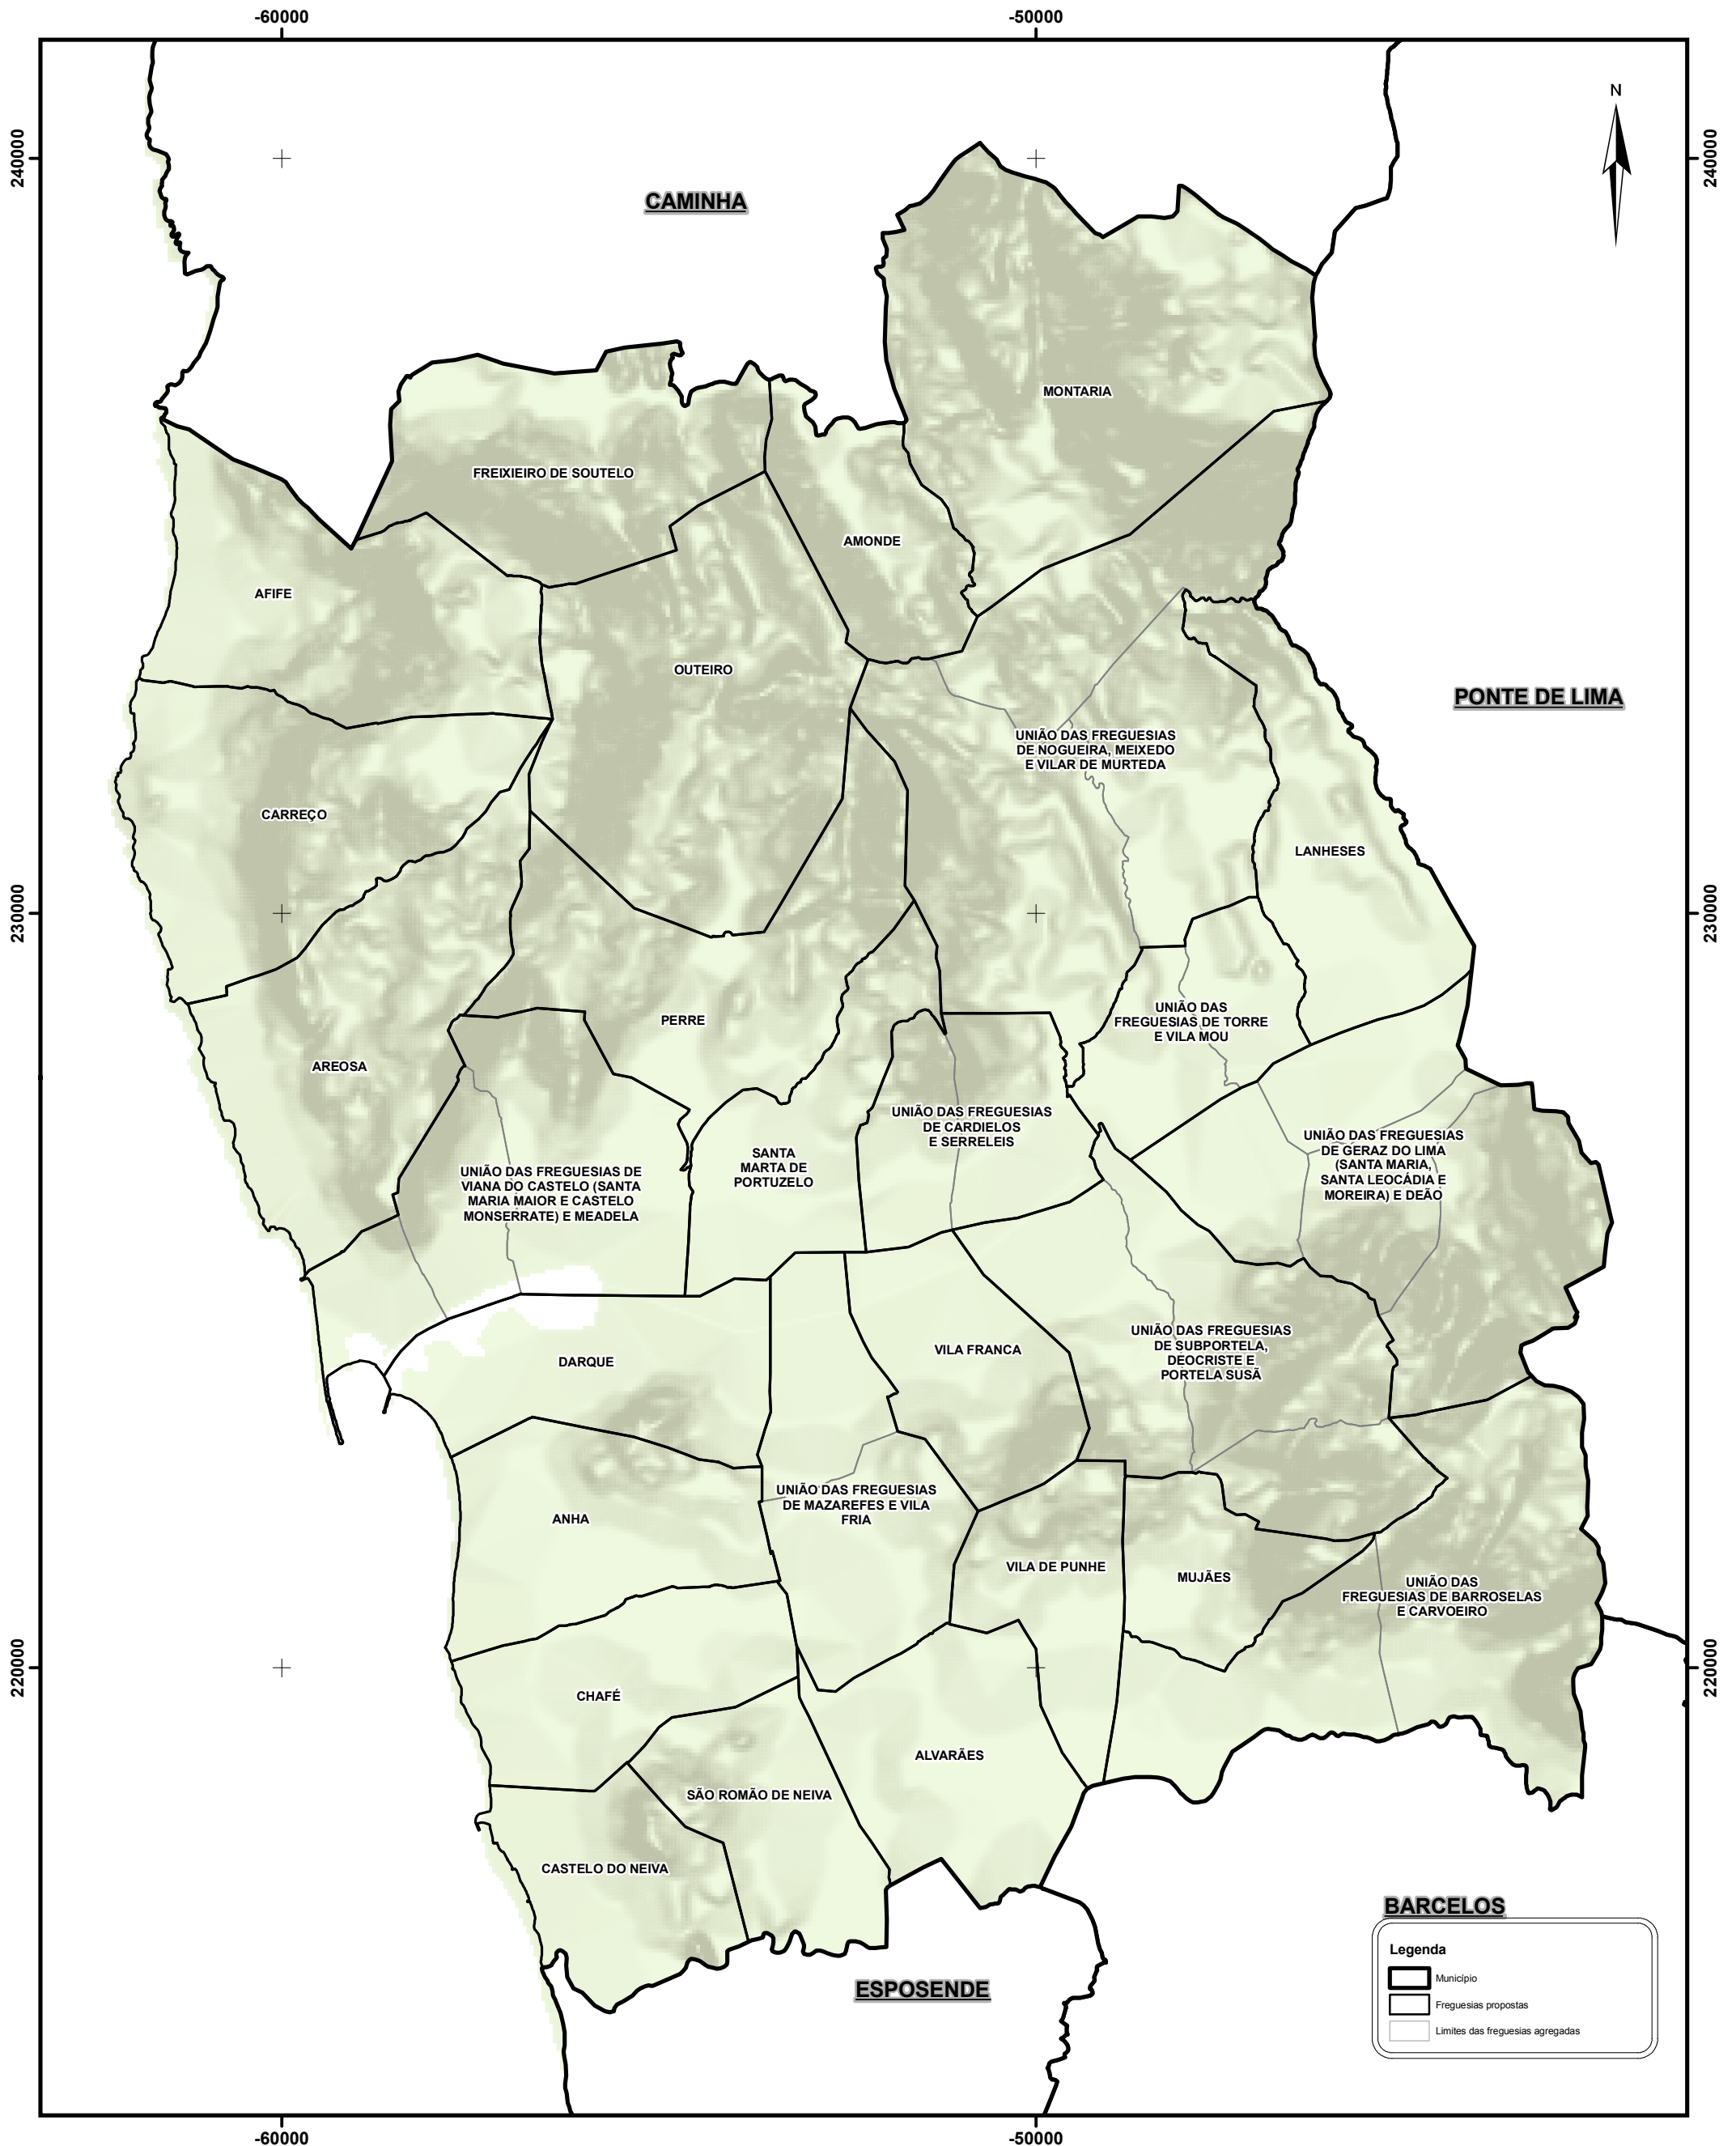 -60000
-50000
240000
240000
N
CAMINHA
MONTARIA
FREIXIEIRO DE SOUTELO
AMONDE
AFIFE
OUTEIRO
PONTE DE LIMA
UNIÃO DAS FREGUESIAS
DE NOGUEIRA, MEIXEDO
E VILAR DE MURTEDA
CARREÇO
LANHESES
230000
230000
PERRE
UNIÃO DAS
FREGUESIAS DE TORRE
E VILA MOU
AREOSA
UNIÃO DAS FREGUESIAS
DE CARDIELOS
E SERRELEIS
UNIÃO DAS FREGUESIAS
DE GERAZ DO LIMA
(SANTA MARIA,
SANTA LEOCÁDIA E
MOREIRA) E DEÃO
SANTA
MARTA DE
PORTUZELO
UNIÃO DAS FREGUESIAS DE
VIANA DO CASTELO (SANTA
MARIA MAIOR E CASTELO
MONSERRATE) E MEADELA
DARQUE
VILA FRANCA
UNIÃO DAS FREGUESIAS
DE SUBPORTELA,
DEOCRISTE E
PORTELA SUSÃ
ANHA
UNIÃO DAS FREGUESIAS
DE MAZAREFES E VILA
FRIA
VILA DE PUNHE
MUJÃES
UNIÃO DAS
FREGUESIAS DE BARROSELAS
E CARVOEIRO
220000
220000
CHAFÉ
ALVARÃES
SÃO ROMÃO DE NEIVA
CASTELO DO NEIVA
BARCELOS
ESPOSENDE
Legenda
Município
Freguesias propostas
Limites das freguesias agregadas
-60000
-50000